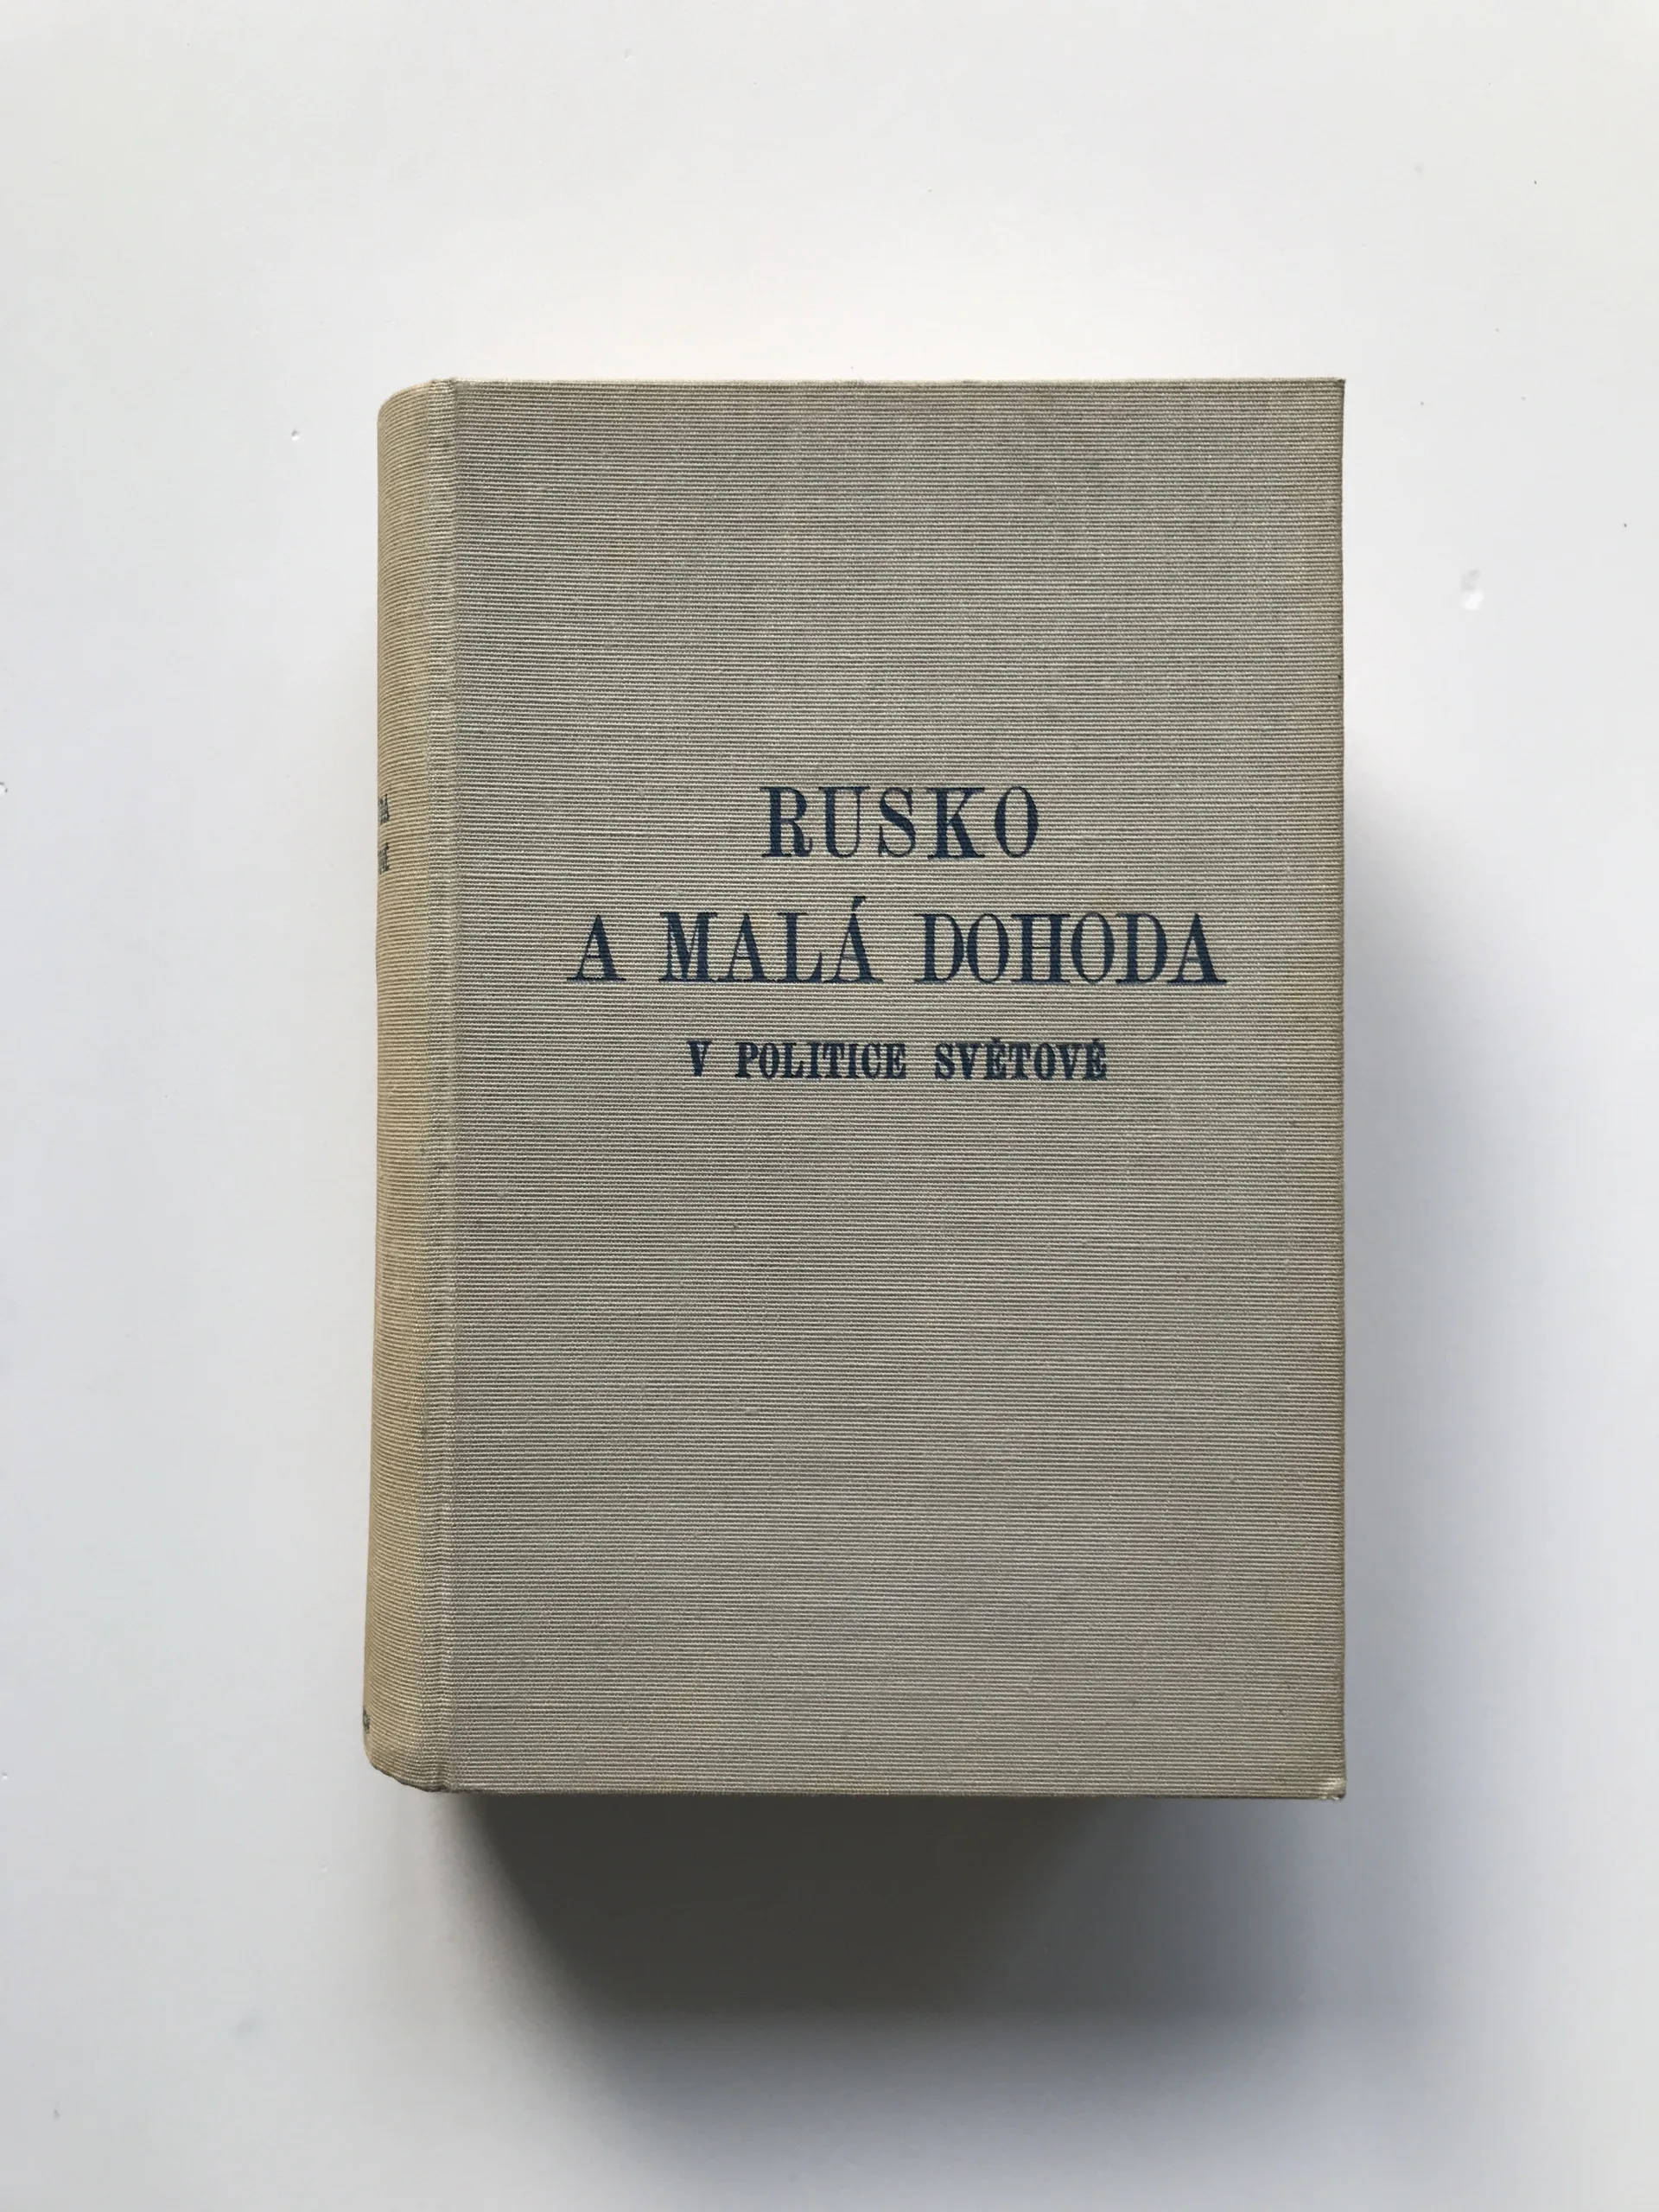 RUSKO
A MALÁ DOHODA
V POLITICE SVĚTOVÉ